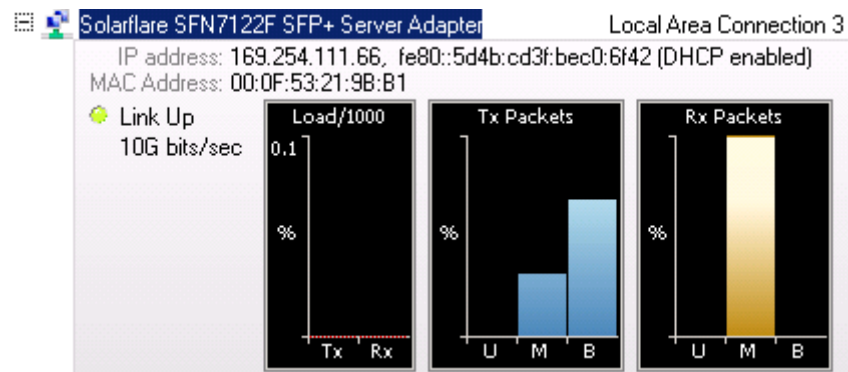 Solarflare SFN7122F SFP+ Server Adapter Local Area Connection 3
IP address: 169.254.111.66, fe80::5d4b:cd3f:bec0:6f42 (DHCP enabled)
MAC Address: 00:0F:53:21:9B:B1
Link Up
10G bits/sec
Load/1000
0.1
%
Tx Rx
Tx Packets
%
U M B
Rx Packets
%
U M B